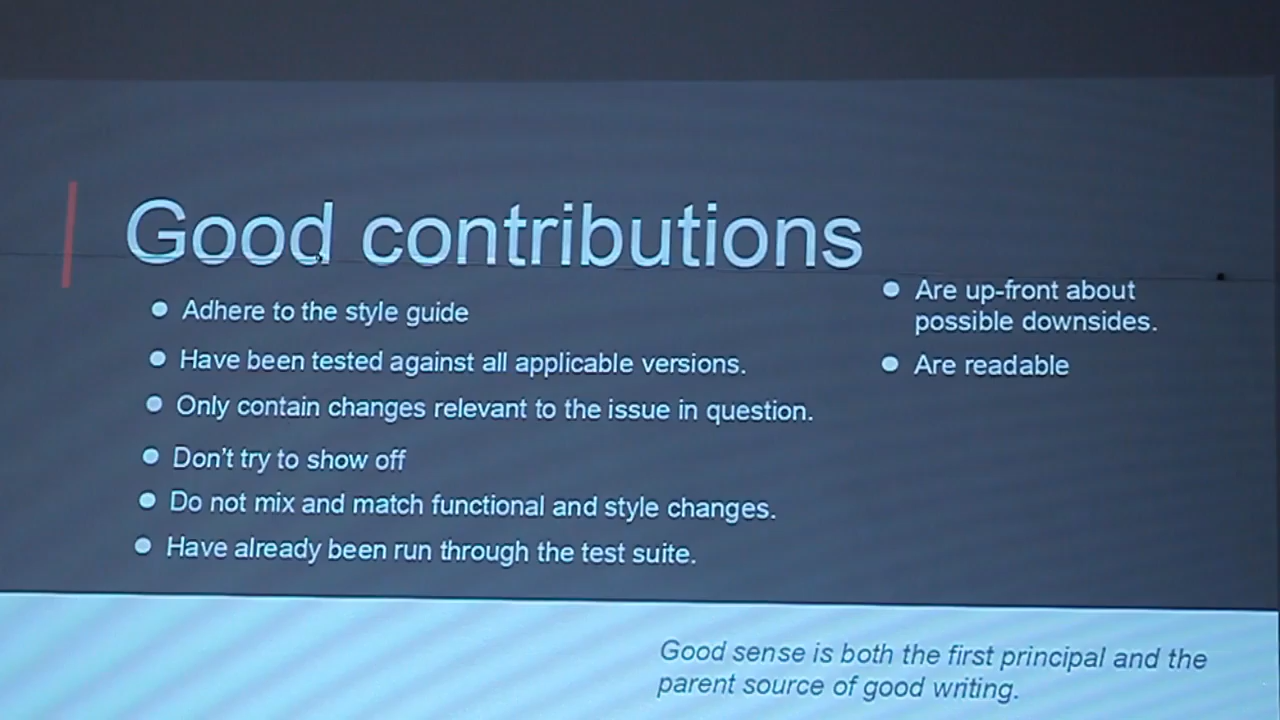 Good contributions
Adhere to the style guide
Have been tested against all applicable versions.
Only contain changes relevant to the issue in question.
Don't try to show off
Do not mix and match functional and style changes.
Have already been run through the test suite.
Are up-front about
possible downsides.
Are readable
Good sense is both the first principal and the
parent source of good writing.